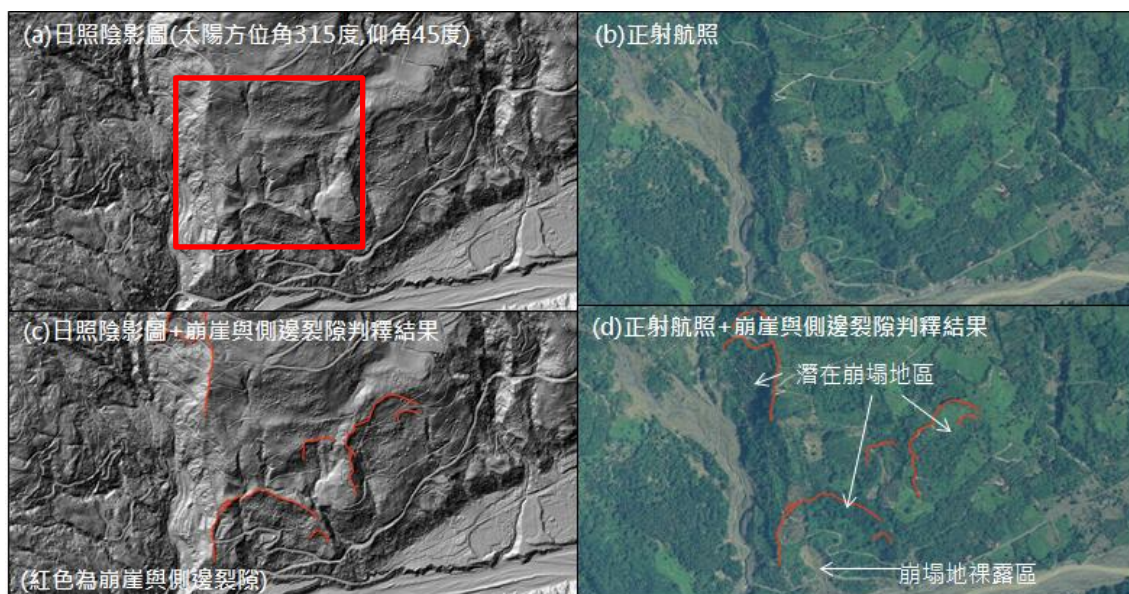 (a)日照陰影圖(太陽方位角315度,仰角45度)
(b)正射航照
(c)日照陰影圖+崩崖與側邊裂隙判釋結果
(紅色為崩崖與側邊裂隙)
(d)正射航照+崩崖與側邊裂隙判釋結果
潛在崩塌地區
崩塌地裸露區